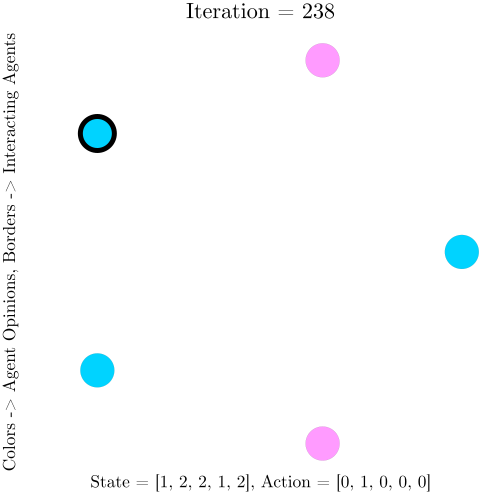 Iteration = 238
Colors -> Agent Opinions, Borders -> Interacting Agents
State = [1, 2, 2, 1, 2], Action = [0, 1, 0, 0, 0]